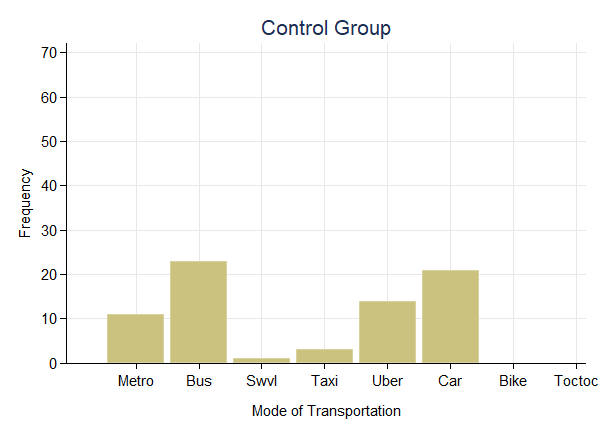 Control Group
70
60
50
40
30
20
10
0
Frequency
Metro Bus Swvl Taxi Uber Car Bike Toctoc
Mode of Transportation